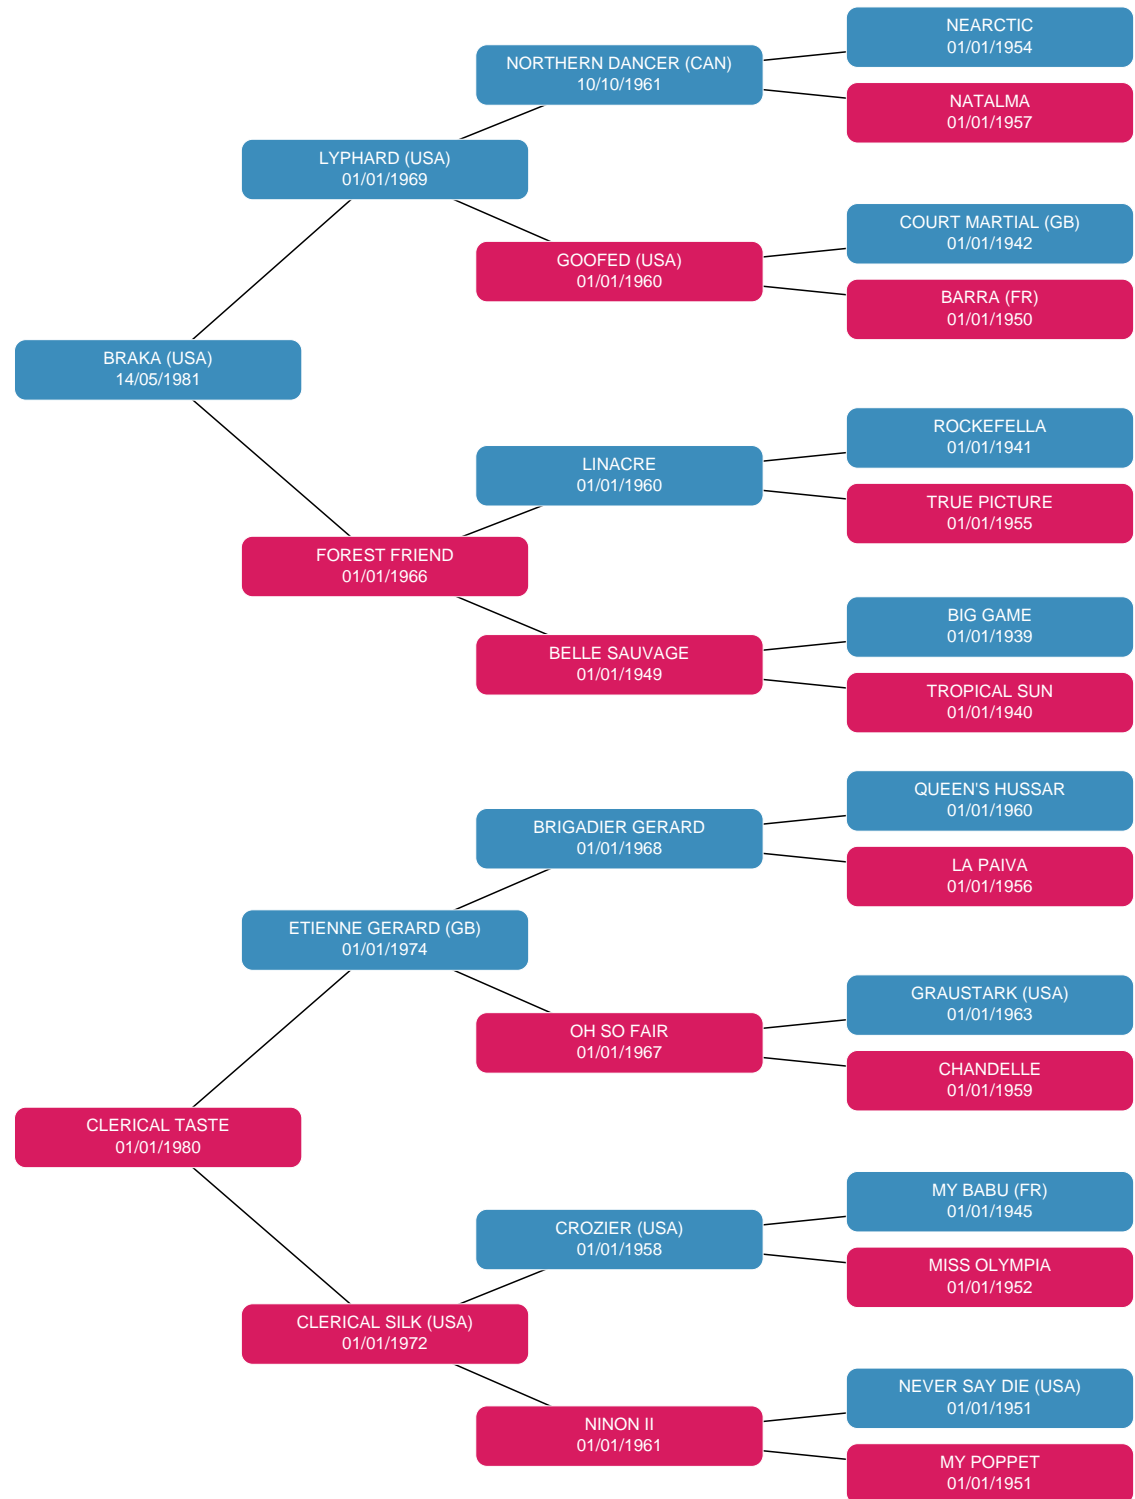 NEARCTIC
01/01/1954
NORTHERN DANCER (CAN)
10/10/1961
NATALMA
01/01/1957
LYPHARD (USA)
01/01/1969
COURT MARTIAL (GB)
01/01/1942
GOOFED (USA)
01/01/1960
BARRA (FR)
01/01/1950
BRAKA (USA)
14/05/1981
ROCKEFELLA
01/01/1941
LINACRE
01/01/1960
TRUE PICTURE
01/01/1955
FOREST FRIEND
01/01/1966
BIG GAME
01/01/1939
BELLE SAUVAGE
01/01/1949
TROPICAL SUN
01/01/1940
QUEEN'S HUSSAR
01/01/1960
BRIGADIER GERARD
01/01/1968
LA PAIVA
01/01/1956
ETIENNE GERARD (GB)
01/01/1974
GRAUSTARK (USA)
01/01/1963
OH SO FAIR
01/01/1967
CHANDELLE
01/01/1959
CLERICAL TASTE
01/01/1980
MY BABU (FR)
01/01/1945
CROZIER (USA)
01/01/1958
MISS OLYMPIA
01/01/1952
CLERICAL SILK (USA)
01/01/1972
NEVER SAY DIE (USA)
01/01/1951
NINON II
01/01/1961
MY POPPET
01/01/1951